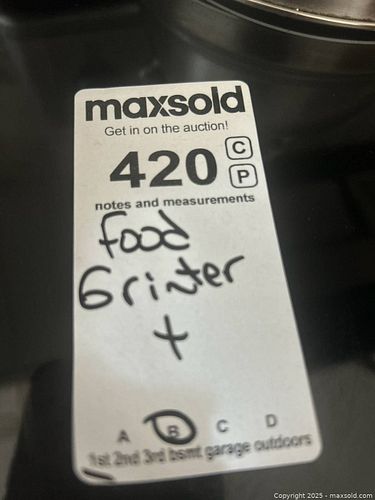 maxsold
Get in on the auction!
420
C
P
notes and measurements
Food
Grinter
+
A B C D
1st 2nd 3rd bsmt garage outdoors
Copyright 2025 - maxsold.com